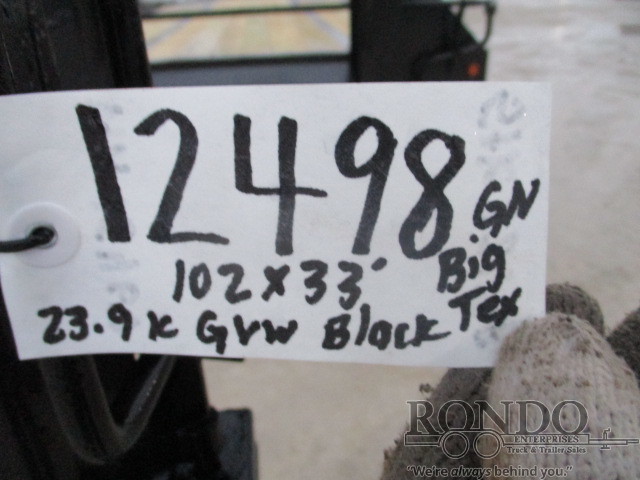 12498 GN
102 x 33' Big
23.9 K Gvw Black Tex
RONDO
ENTERPRISES
Truck & Trailer Sales
"We're always behind you."